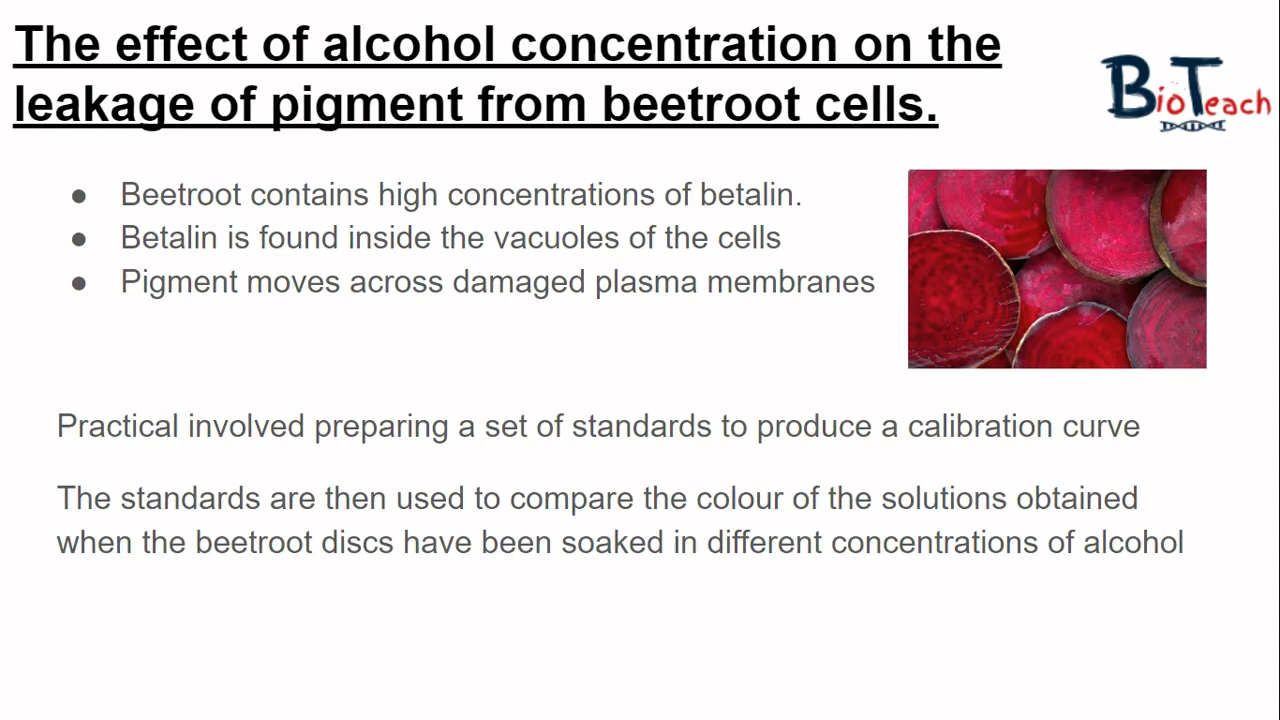 The effect of alcohol concentration on the
leakage of pigment from beetroot cells.
BioTeach
● Beetroot contains high concentrations of betalin.
● Betalin is found inside the vacuoles of the cells
● Pigment moves across damaged plasma membranes
Practical involved preparing a set of standards to produce a calibration curve
The standards are then used to compare the colour of the solutions obtained
when the beetroot discs have been soaked in different concentrations of alcohol